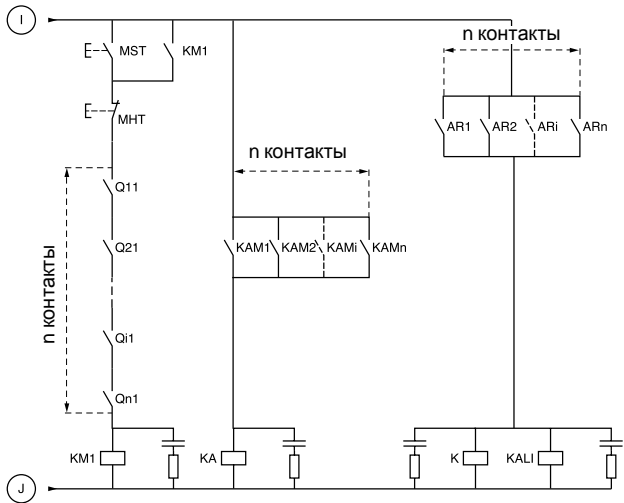 I
MST
KM1
MHT
n контакты
Q11
Q21
Qi1
Qn1
n контакты
KAM1
KAM2
KAMi
KAMn
n контакты
AR1
AR2
ARi
ARn
KM1
KA
K
KALI
J